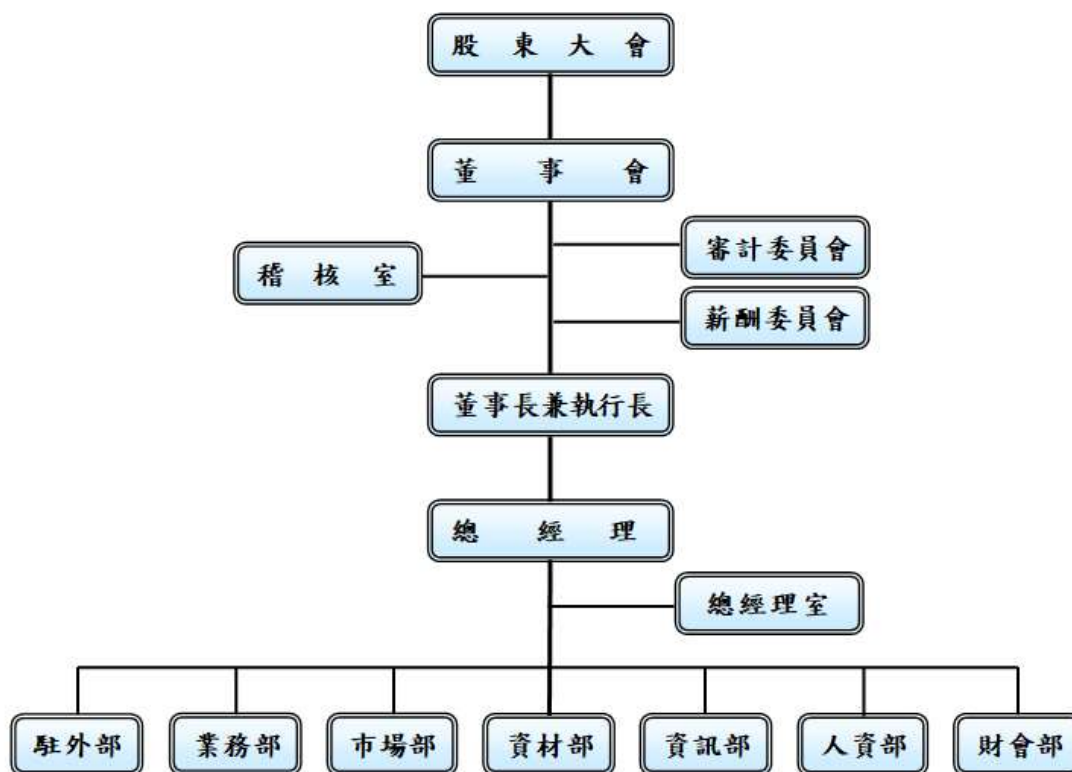 股東大會
董事會
審計委員會
稽核室
薪酬委員會
董事長兼執行長
總經理
總經理室
駐外部
業務部
市場部
資材部
資訊部
人資部
財會部